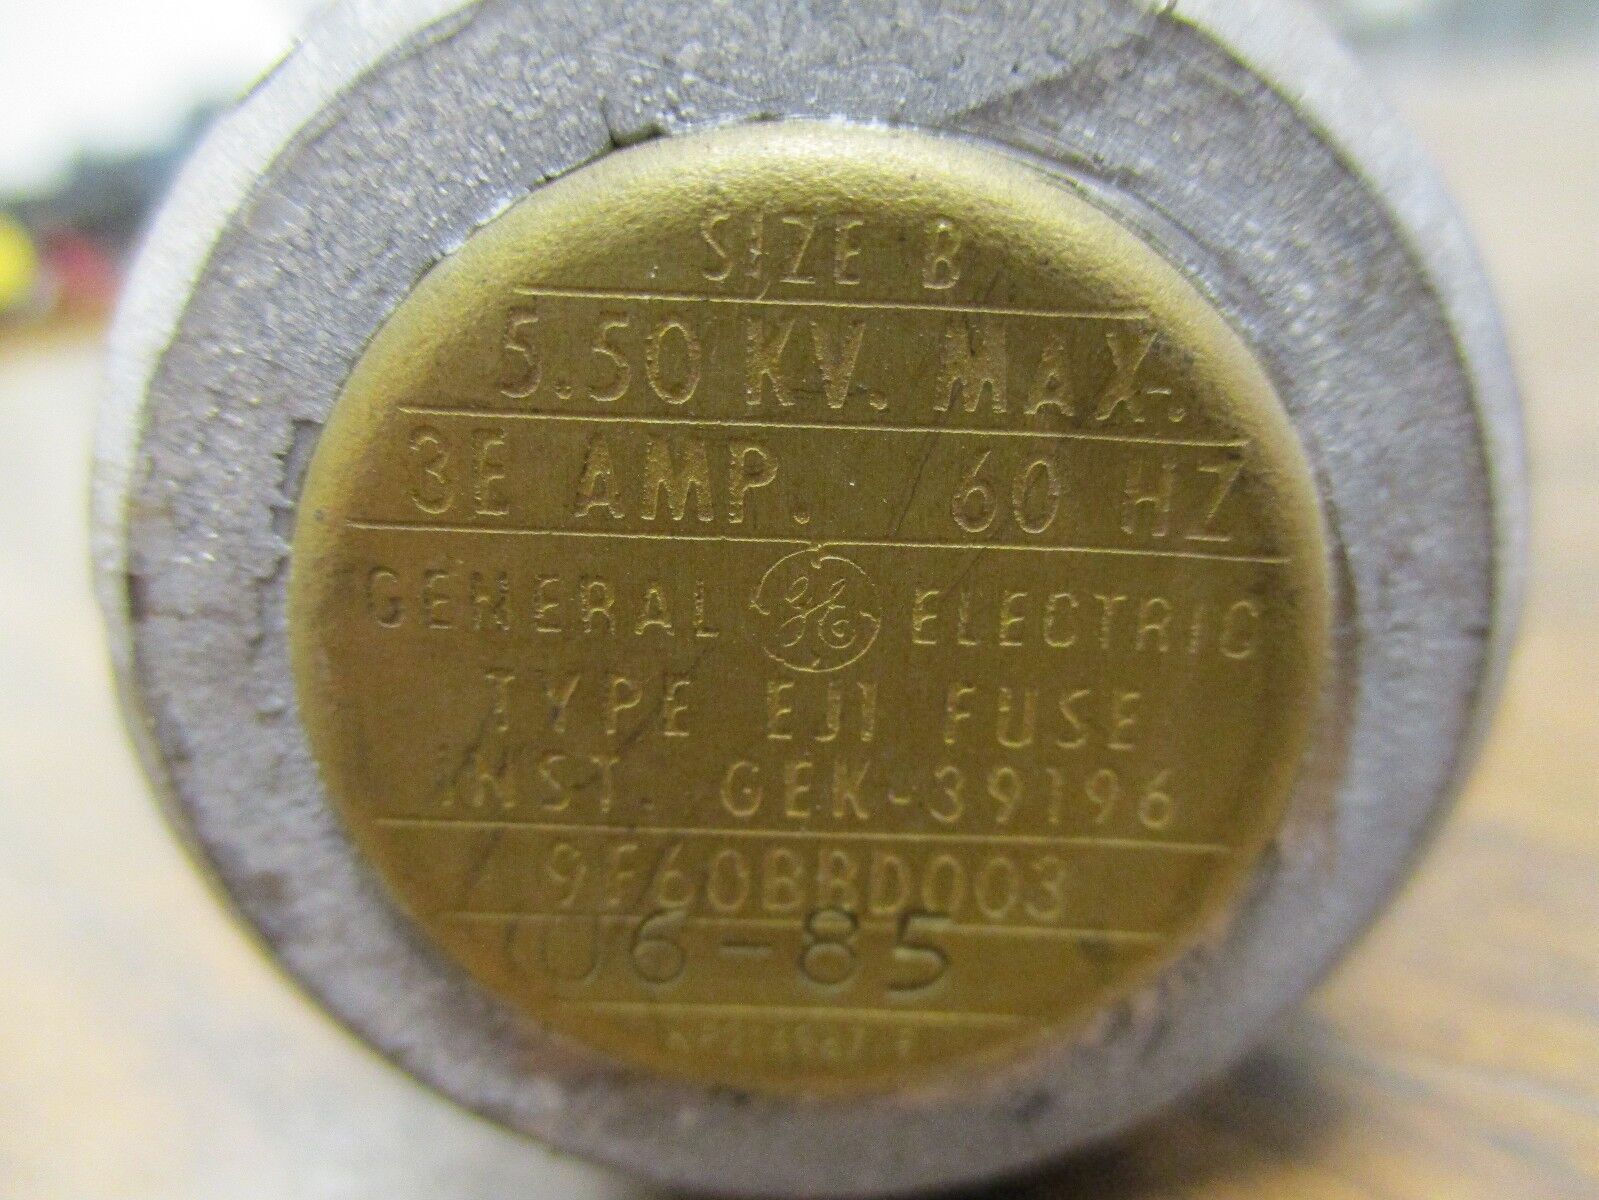 SIZE B
5.50 KV. MAX.
3E AMP. 60 HZ
GENERAL GE ELECTRIC
TYPE EJ1 FUSE
INST. GEK-39196
9F60BBD003
06-85